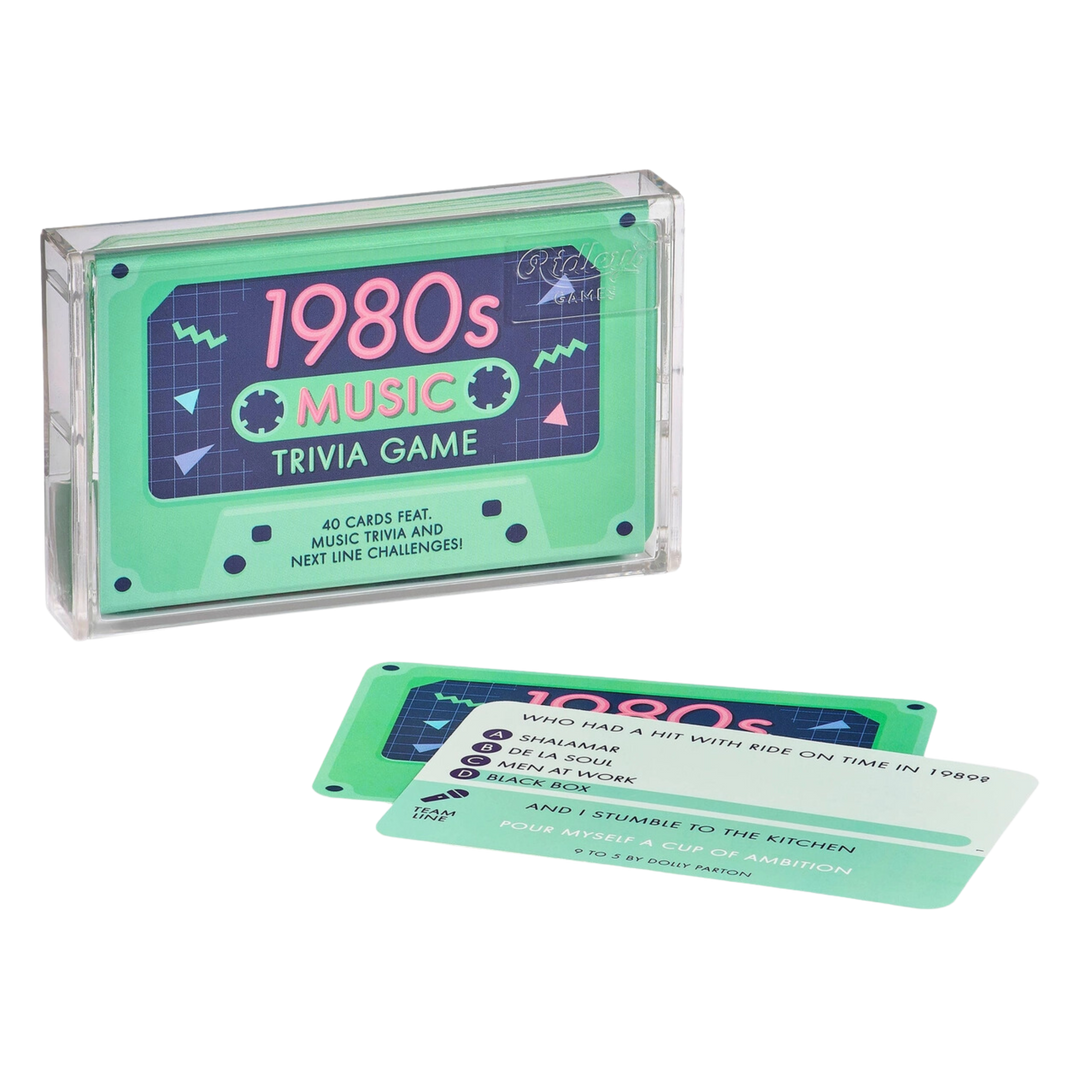 Ridley's
GAMES
1980s
MUSIC
TRIVIA GAME
40 CARDS FEAT.
MUSIC TRIVIA AND
NEXT LINE CHALLENGES!
1980s
WHO HAD A HIT WITH RIDE ON TIME IN 1989?
A SHALAMAR
B DE LA SOUL
C MEN AT WORK
D BLACK BOX
TEAM
LINE
AND I STUMBLE TO THE KITCHEN
POUR MYSELF A CUP OF AMBITION
9 TO 5 BY DOLLY PARTON